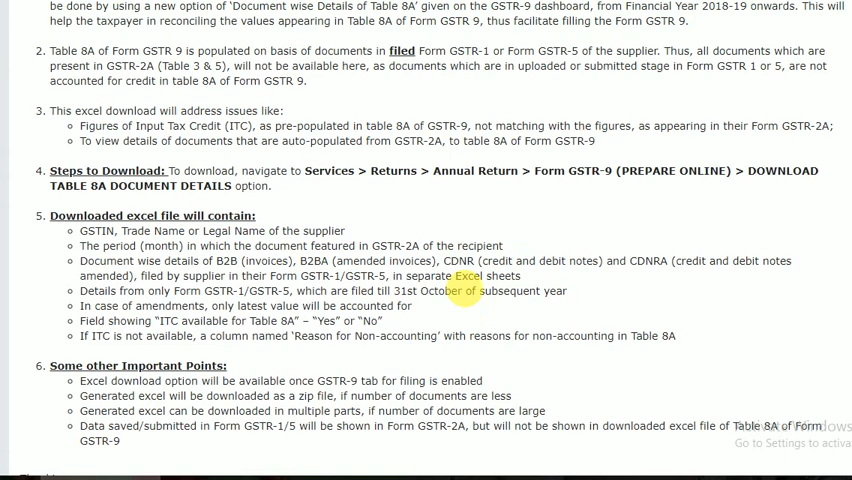 be done by using a new option of 'Document wise Details of Table 8A' given on the GSTR-9 dashboard, from Financial Year 2018-19 onwards. This will
help the taxpayer in reconciling the values appearing in Table 8A of GSTR 9, thus facilitate filling the Form GSTR 9.
2. Table 8A of Form GSTR 9 is populated on basis of documents in filed Form GSTR-1 or Form GSTR-5 of the supplier. Thus, all documents which are
present in GSTR-2A (Table 3 & 5), will not be available here, as documents which are in uploaded or submitted stage in Form GSTR 1 or 5, are not
accounted for credit in table 8A of Form GSTR 9.
3. This excel download will address issues like:
Figures of Input Tax Credit (ITC), as pre-populated in table 8A of GSTR-9, not matching with the figures, as appearing in their Form GSTR-2A;
To view details of documents that are auto-populated from GSTR-2A, to table 8A of Form GSTR-9
4. Steps to Download: To download, navigate to Services > Returns > Annual Return > Form GSTR-9 (PREPARE ONLINE) > DOWNLOAD
TABLE 8A DOCUMENT DETAILS option.
5. Downloaded excel file will contain:
GSTIN, Trade Name or Legal Name of the supplier
The period (month) in which the document featured in GSTR-2A of the recipient
Document wise details of B2B (invoices), B2BA (amended invoices), CDNR (credit and debit notes) and CDNRA (credit and debit notes
amended), filed by supplier in their Form GSTR-1/GSTR-5, in separate Excel sheets
Details from only Form GSTR-1/GSTR-5, which are filed till 31st October of subsequent year
In case of amendments, only latest value will be accounted for
Field showing "ITC available for Table 8A" – "Yes" or "No"
If ITC is not available, a column named 'Reason for Non-accounting' with reasons for non-accounting in Table 8A
6. Some other Important Points:
Excel download option will be available once GSTR-9 tab for filing is enabled
Generated excel will be downloaded as a zip file, if number of documents are less
Generated excel can be downloaded in multiple parts, if number of documents are large
Data saved/submitted in Form GSTR-1/5 will be shown in Form GSTR-2A, but will not be shown in downloaded excel file of Table 8A of Form
GSTR-9
Activate Windows
Go to Settings to activa